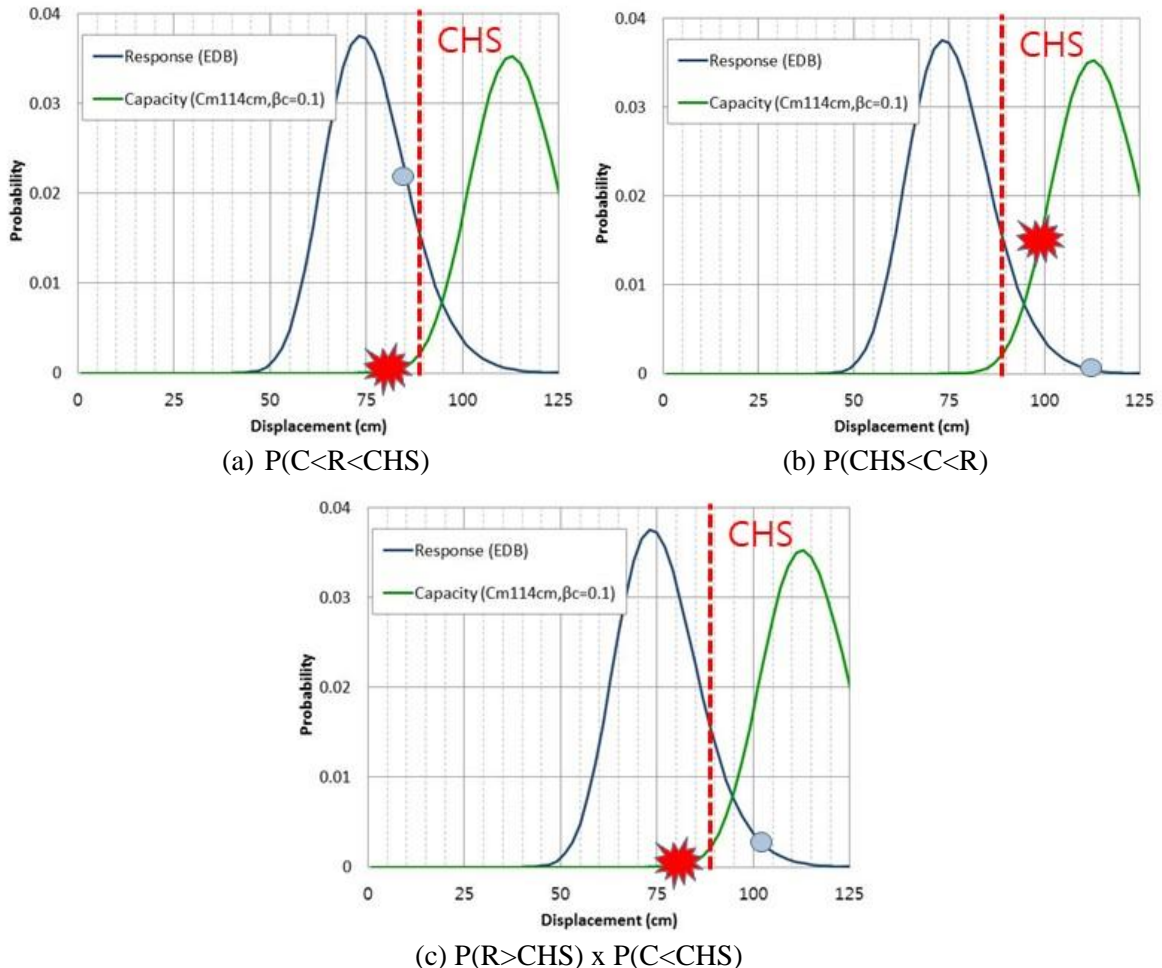 0.04
CHS
Response (EDB)
Capacity (Cm114cm,βc=0.1)
0.03
0.02
0.01
0
Probability
0 25 50 75 100 125
Displacement (cm)
(a) P(C<R<CHS)
0.04
CHS
Response (EDB)
Capacity (Cm114cm,βc=0.1)
0.03
0.02
0.01
0
Probability
0 25 50 75 100 125
Displacement (cm)
(b) P(CHS<C<R)
0.04
CHS
Response (EDB)
Capacity (Cm114cm,βc=0.1)
0.03
0.02
0.01
0
Probability
0 25 50 75 100 125
Displacement (cm)
(c) P(R>CHS) x P(C<CHS)